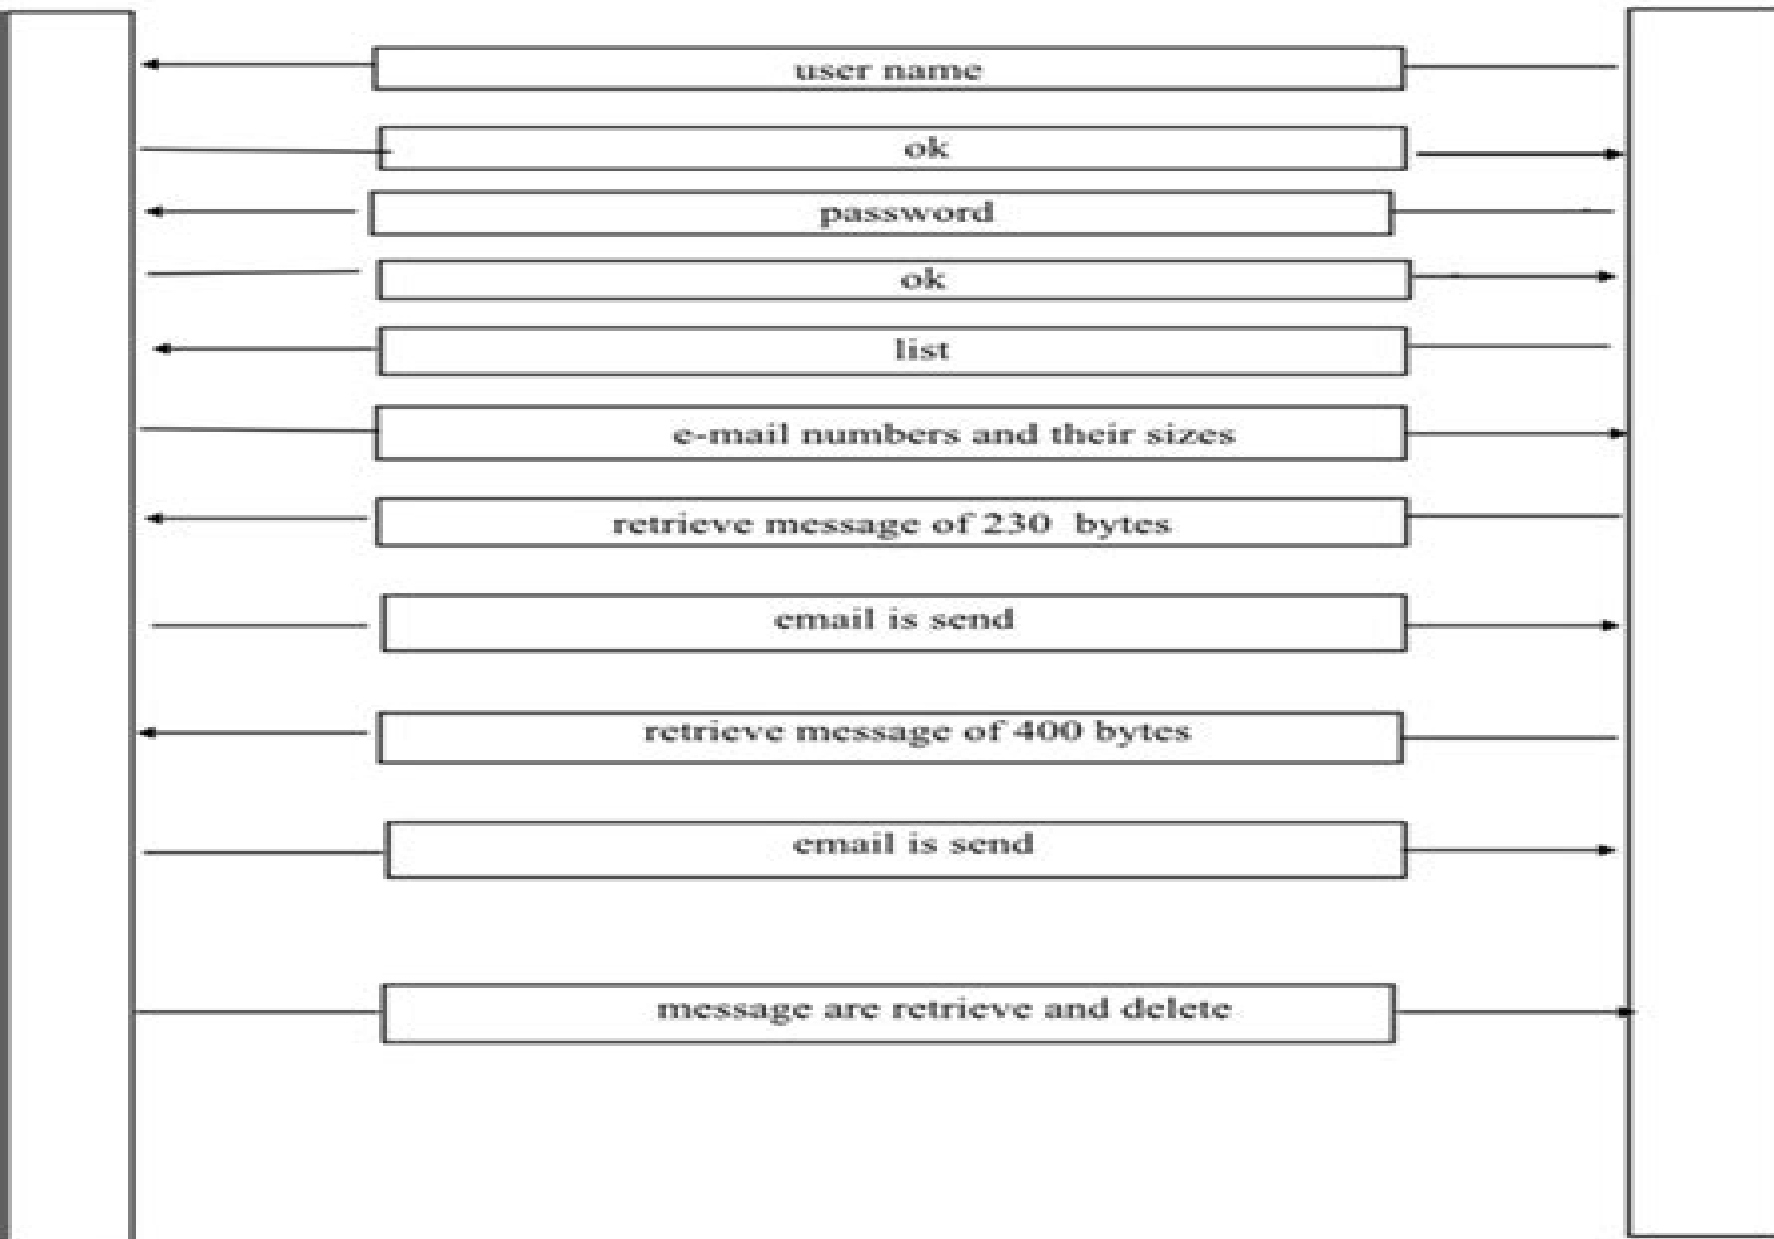 user name
ok
password
ok
list
e-mail numbers and their sizes
retrieve message of 230 bytes
email is send
retrieve message of 400 bytes
email is send
message are retrieve and delete